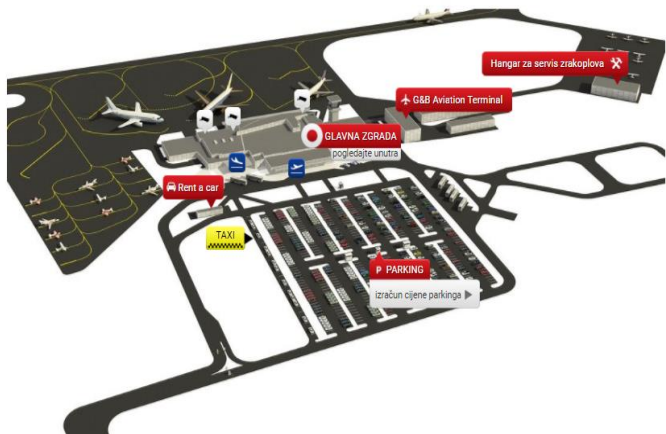 Hangar za servis zrakoplova
G&B Aviation Terminal
GLAVNA ZGRADA
pogledajte unutra
Rent a car
TAXI
P PARKING
izračun cijene parkinga